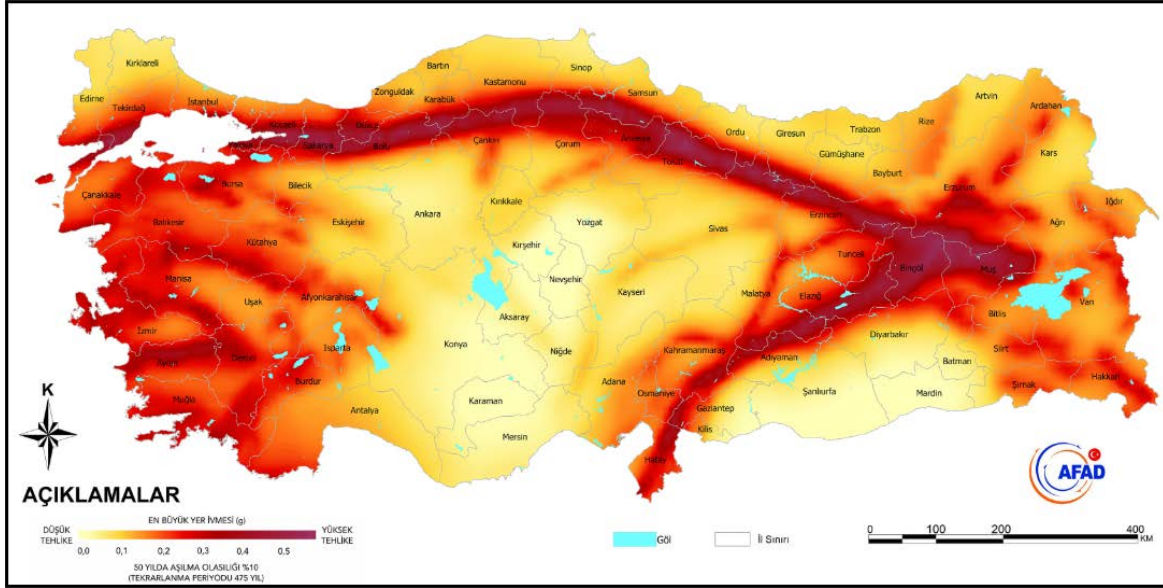 Kırklareli
Edirne
Tekirdağ
İstanbul
Kocaeli
Yalova
Sakarya
Düzce
Bolu
Zonguldak
Bartın
Karabük
Kastamonu
Sinop
Samsun
Çankırı
Çorum
Amasya
Tokat
Ordu
Giresun
Trabzon
Gümüşhane
Bayburt
Rize
Artvin
Ardahan
Kars
Erzurum
Iğdır
Ağrı
Çanakkale
Balıkesir
Bursa
Bilecik
Eskişehir
Kütahya
Ankara
Kırıkkale
Yozgat
Sivas
Erzincan
Tunceli
Bingöl
Muş
Kırşehir
Nevşehir
Kayseri
Malatya
Elazığ
Bitlis
Van
Manisa
Uşak
Afyonkarahisar
İzmir
Aydın
Denizli
Isparta
Burdur
Muğla
Antalya
Konya
Aksaray
Niğde
Karaman
Mersin
Adana
Kahramanmaraş
Osmaniye
Gaziantep
Kilis
Hatay
Adıyaman
Şanlıurfa
Diyarbakır
Batman
Mardin
Siirt
Şırnak
Hakkari
K
AÇIKLAMALAR
EN BÜYÜK YER İVMESİ (g)
DÜŞÜK
TEHLİKE
YÜKSEK
TEHLİKE
0,0 0,1 0,2 0,3 0,4 0.5
50 YILDA AŞILMA OLASILIĞI %10
(TEKRARLANMA PERİYODU 475 YIL)
Göl
İl Sınırı
AFAD
0 100 200 400
KM